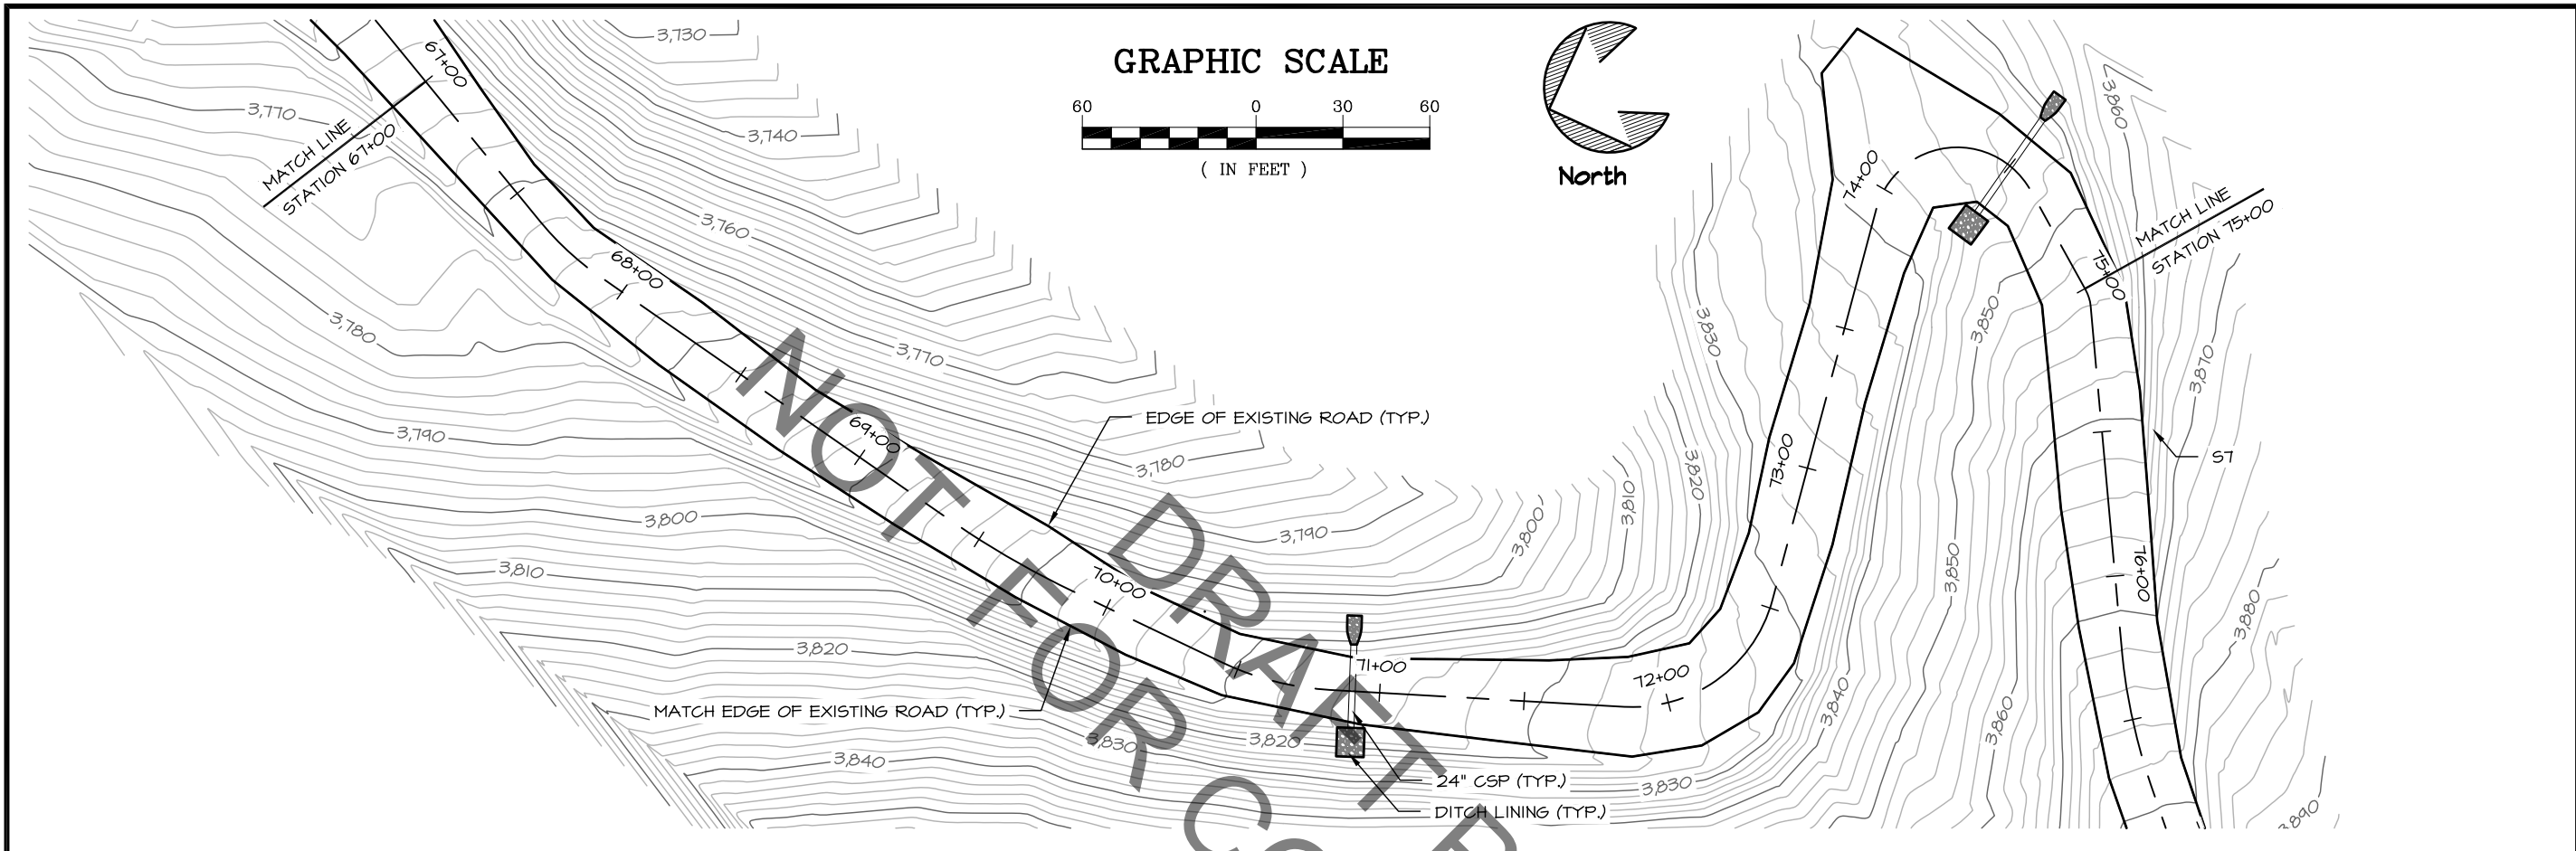 GRAPHIC SCALE
60 0 30 60
( IN FEET )
North
67+00
MATCH LINE
STATION 67+00
68+00
69+00
70+00
71+00
72+00
73+00
74+00
75+00
MATCH LINE
STATION 75+00
76+00
S7
EDGE OF EXISTING ROAD (TYP.)
MATCH EDGE OF EXISTING ROAD (TYP.)
24" CSP (TYP.)
DITCH LINING (TYP.)
3,730
3,740
3,760
3,770
3,780
3,790
3,800
3,810
3,820
3,830
3,770
3,780
3,790
3,800
3,810
3,820
3,830
3,840
3,820
3,830
3,840
3,850
3,850
3,860
3,860
3,870
3,880
3,890
NOT FOR CO
DRAFT